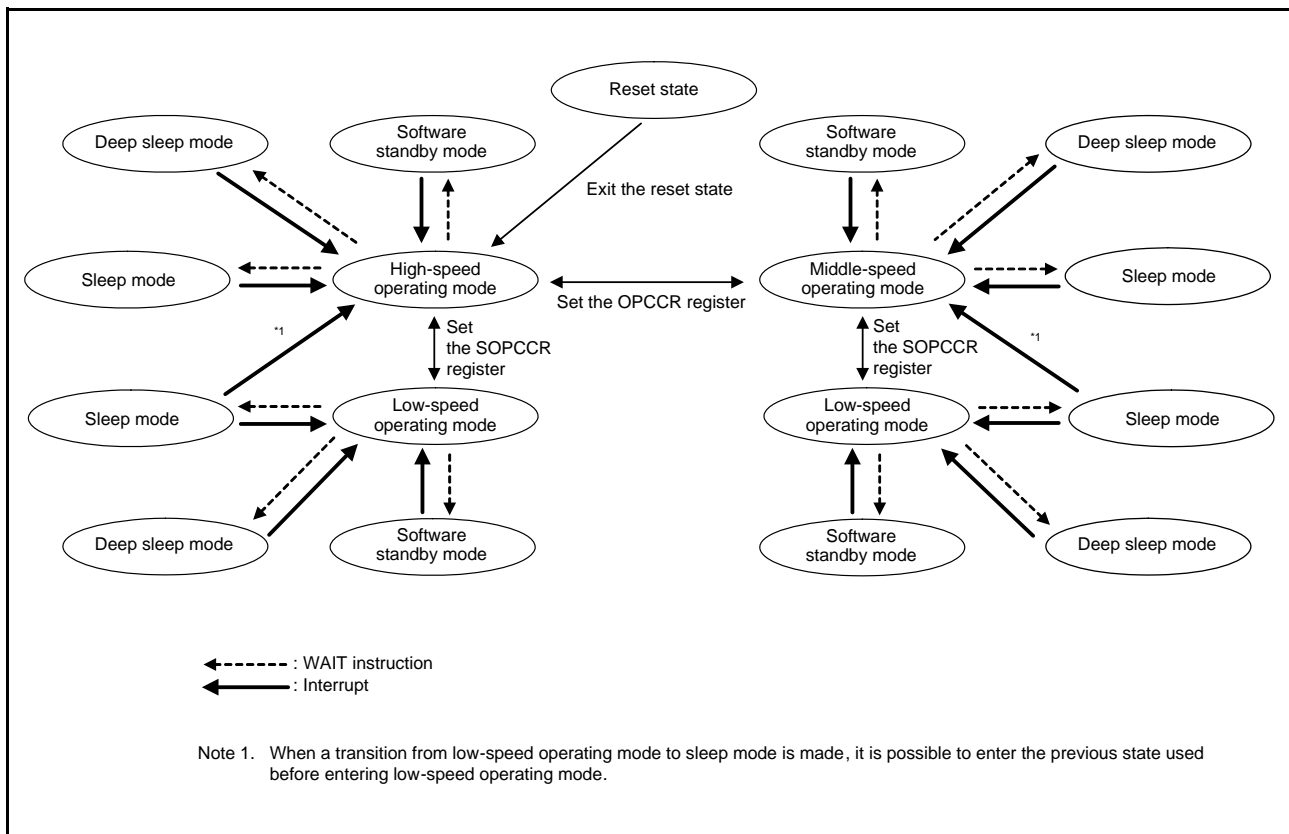 Reset state
Deep sleep mode
Software
standby mode
Software
standby mode
Deep sleep mode
Exit the reset state
Sleep mode
High-speed
operating mode
Set the OPCCR register
Middle-speed
operating mode
Sleep mode
*1
Set
the SOPCCR
register
Set
the SOPCCR
register
*1
Sleep mode
Low-speed
operating mode
Low-speed
operating mode
Sleep mode
Deep sleep mode
Software
standby mode
Software
standby mode
Deep sleep mode
: WAIT instruction
: Interrupt
Note 1. When a transition from low-speed operating mode to sleep mode is made, it is possible to enter the previous state used
before entering low-speed operating mode.